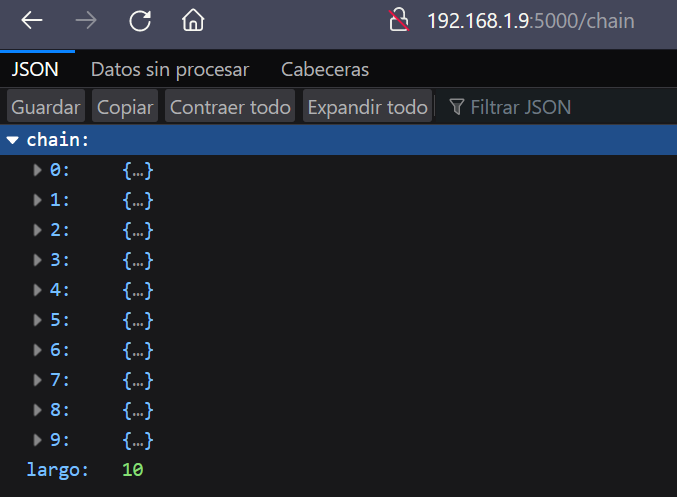 192.168.1.9:5000/chain
JSON Datos sin procesar Cabeceras
Guardar Copiar Contraer todo Expandir todo Filtrar JSON
chain:
0: {…}
1: {…}
2: {…}
3: {…}
4: {…}
5: {…}
6: {…}
7: {…}
8: {…}
9: {…}
largo: 10